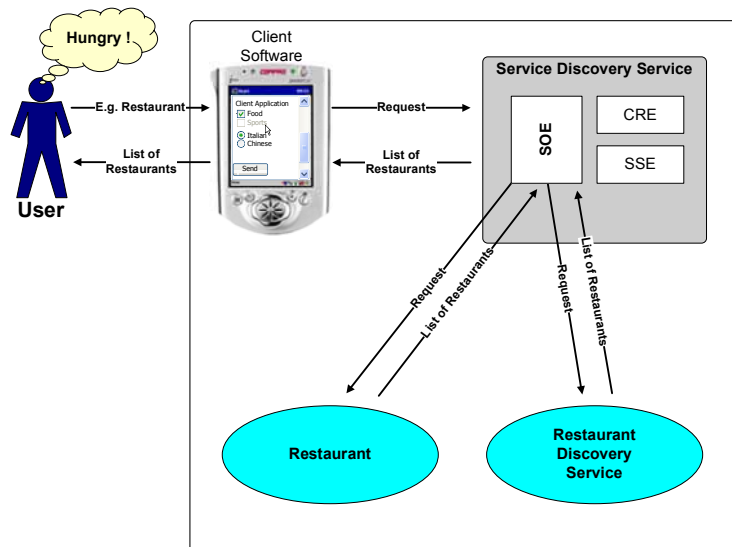 Hungry !
Client
Software
Service Discovery Service
Client Application
Food
Sports
Italian
Chinese
Send
E.g. Restaurant
Request
SOE
CRE
SSE
List of
Restaurants
List of
Restaurants
User
Request
List of Restaurants
Request
List of Restaurants
Restaurant
Restaurant
Discovery
Service